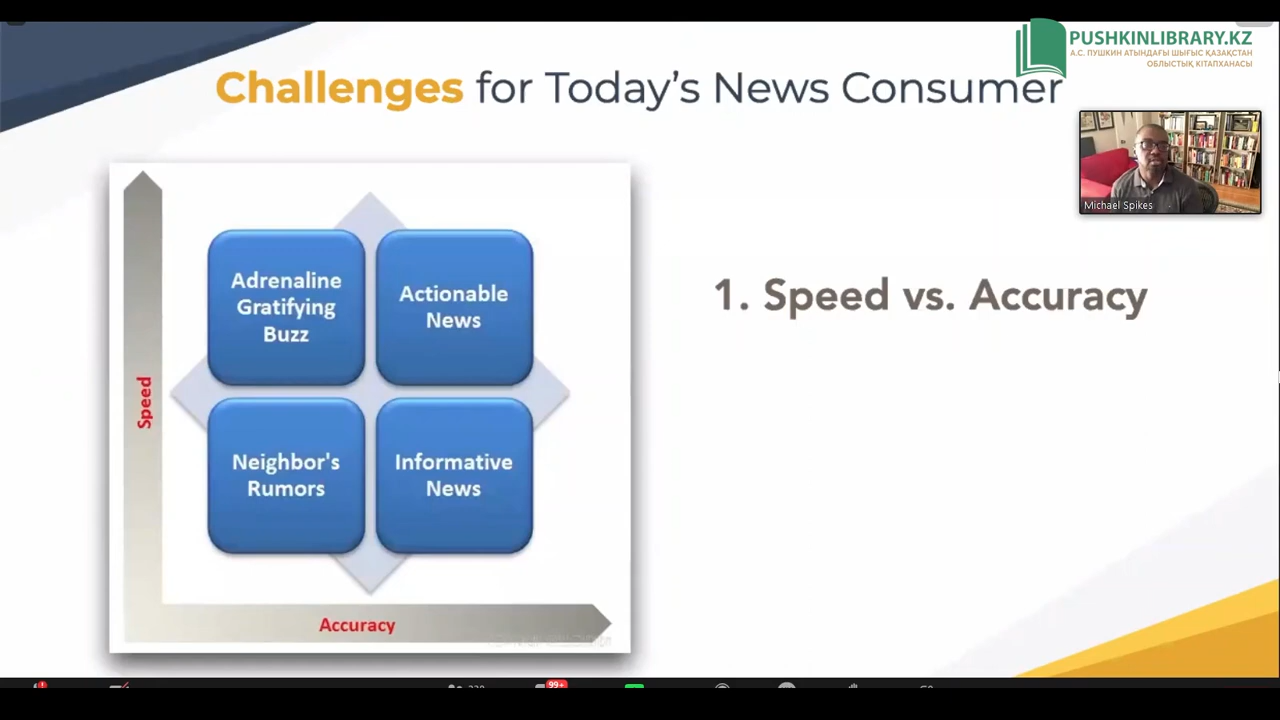 PUSHKINLIBRARY.KZ
А.С. ПУШКИН АТЫНДАҒЫ ШЫҒЫС ҚАЗАҚСТАН
ОБЛЫСТЫҚ КІТАПХАНАСЫ
Challenges for Today's News Consumer
Michael Spikes
Adrenaline
Gratifying
Buzz
Actionable
News
Neighbor's
Rumors
Informative
News
Speed
Accuracy
1. Speed vs. Accuracy
99+